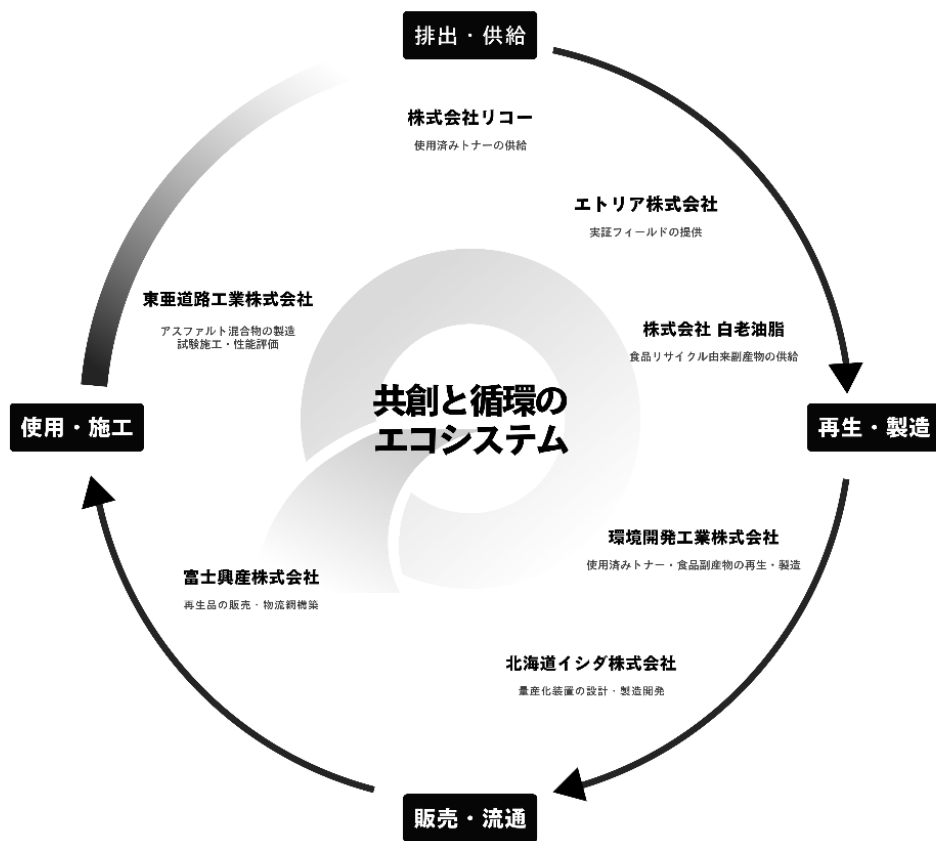 排出・供給
株式会社リコー
使用済みトナーの供給
エトリア株式会社
実証フィールドの提供
株式会社 白老油脂
食品リサイクル由来副産物の供給
再生・製造
環境開発工業株式会社
使用済みトナー・食品副産物の再生・製造
北海道イシダ株式会社
量産化装置の設計・製造開発
販売・流通
富士興産株式会社
再生品の販売・物流網構築
使用・施工
東亜道路工業株式会社
アスファルト混合物の製造
試験施工・性能評価
共創と循環の
エコシステム